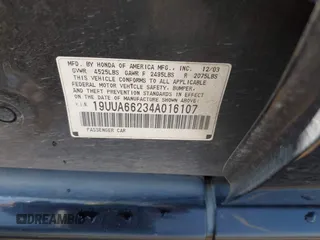 MFD. BY HONDA OF AMERICA MFG., INC. 12/03
GVWR 4525LBS GAWR F 2495LBS R 2075LBS
THIS VEHICLE CONFORMS TO ALL APPLICABLE
FEDERAL MOTOR VEHICLE SAFETY, BUMPER,
AND THEFT PREVENTION STANDARDS IN EFFECT
ON THE DATE OF MANUFACTURE SHOWN ABOVE.
V.I.N. 19UUA66234A016107
PASSENGER CAR
DREAMBID